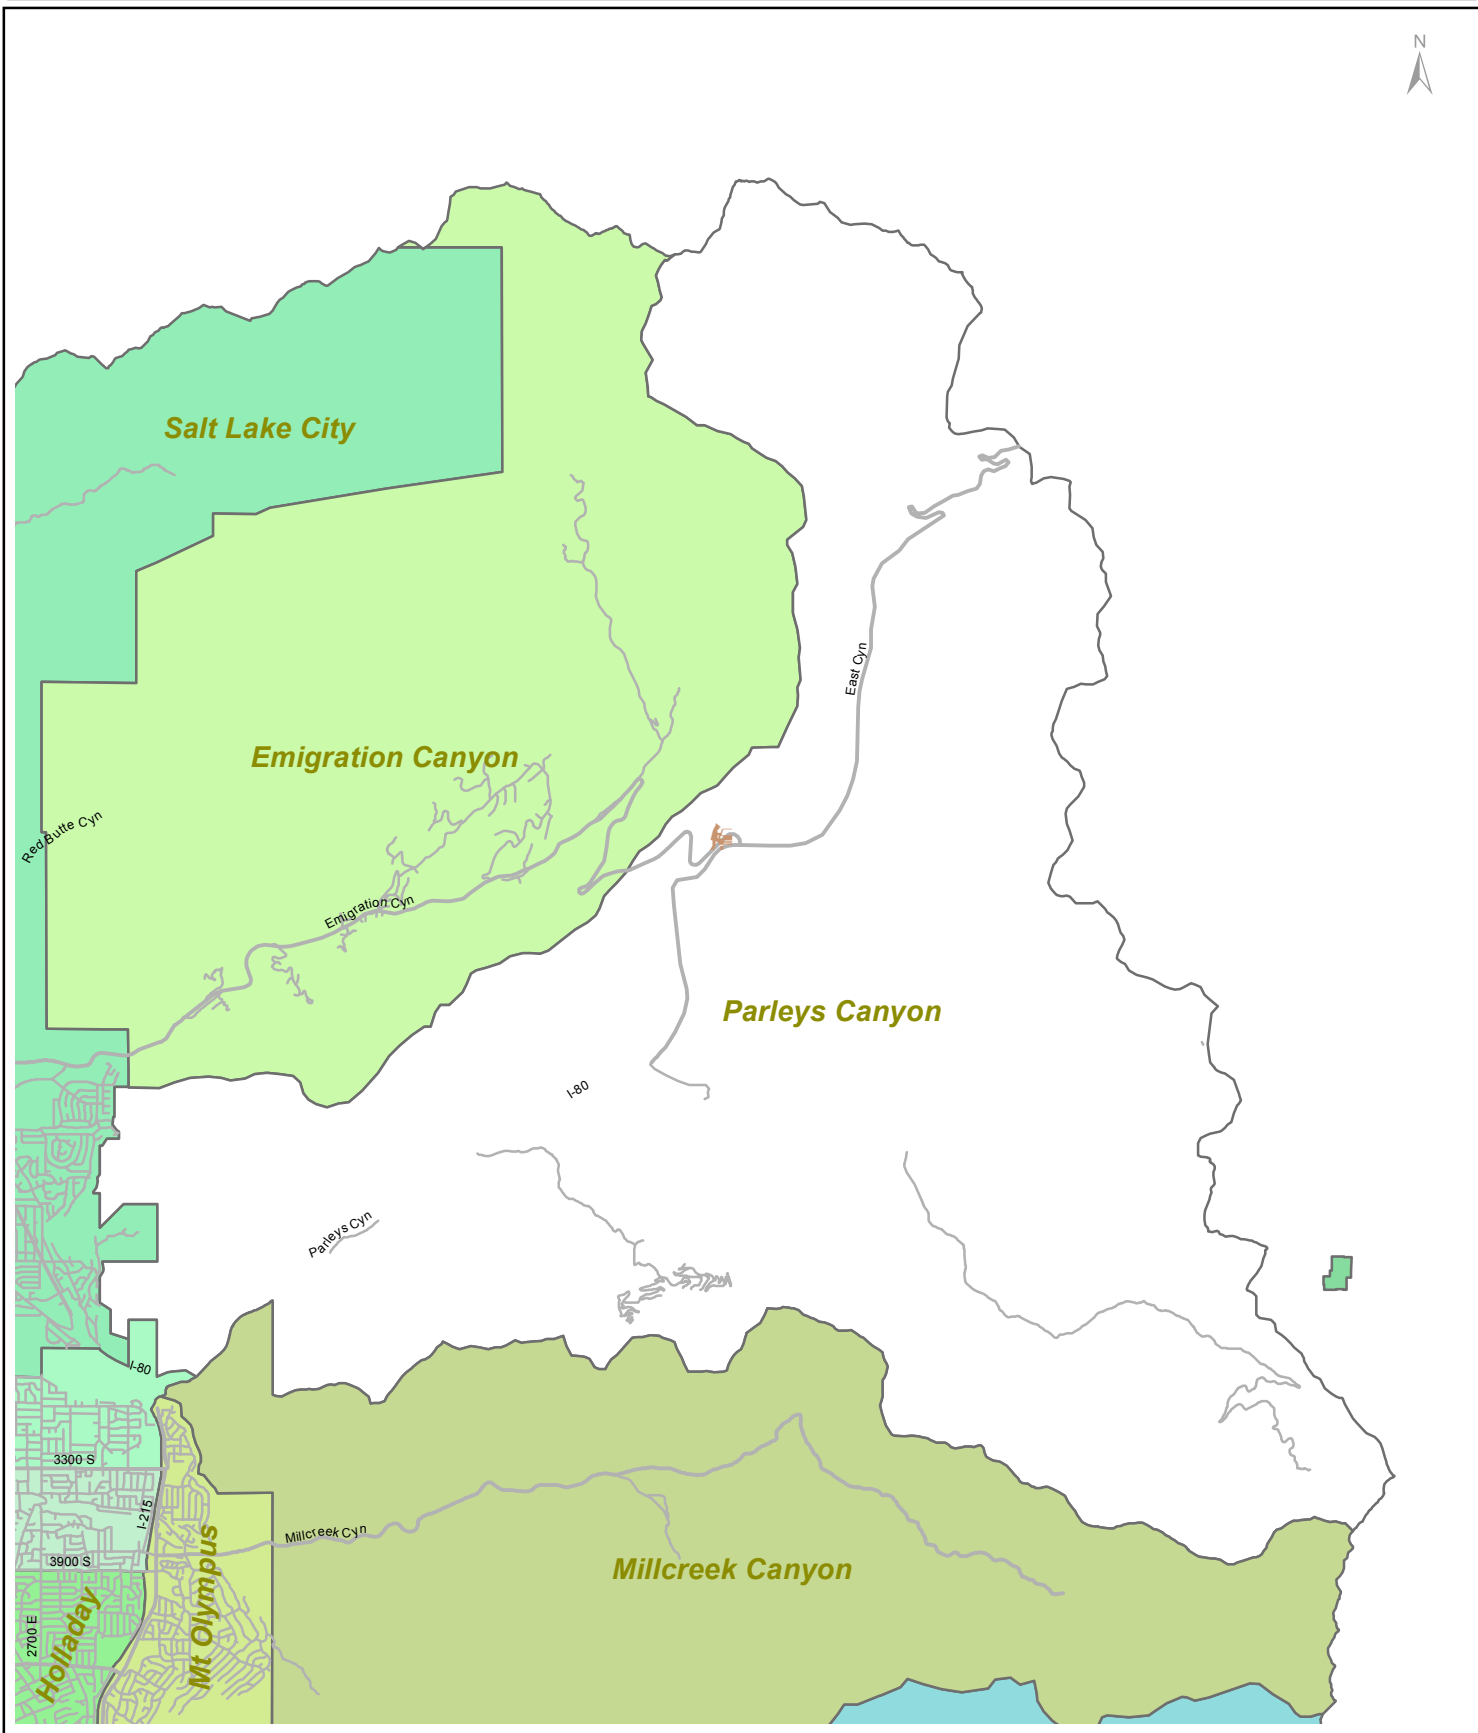 N
Salt Lake City
East Cyn
Emigration Canyon
Red Butte Cyn
Emigration Cyn
Parleys Canyon
I-80
Parleys Cyn
I-80
3300 S
I-215
Millcreek Cyn
3900 S
Millcreek Canyon
Mt Olympus
Holladay
2700 E